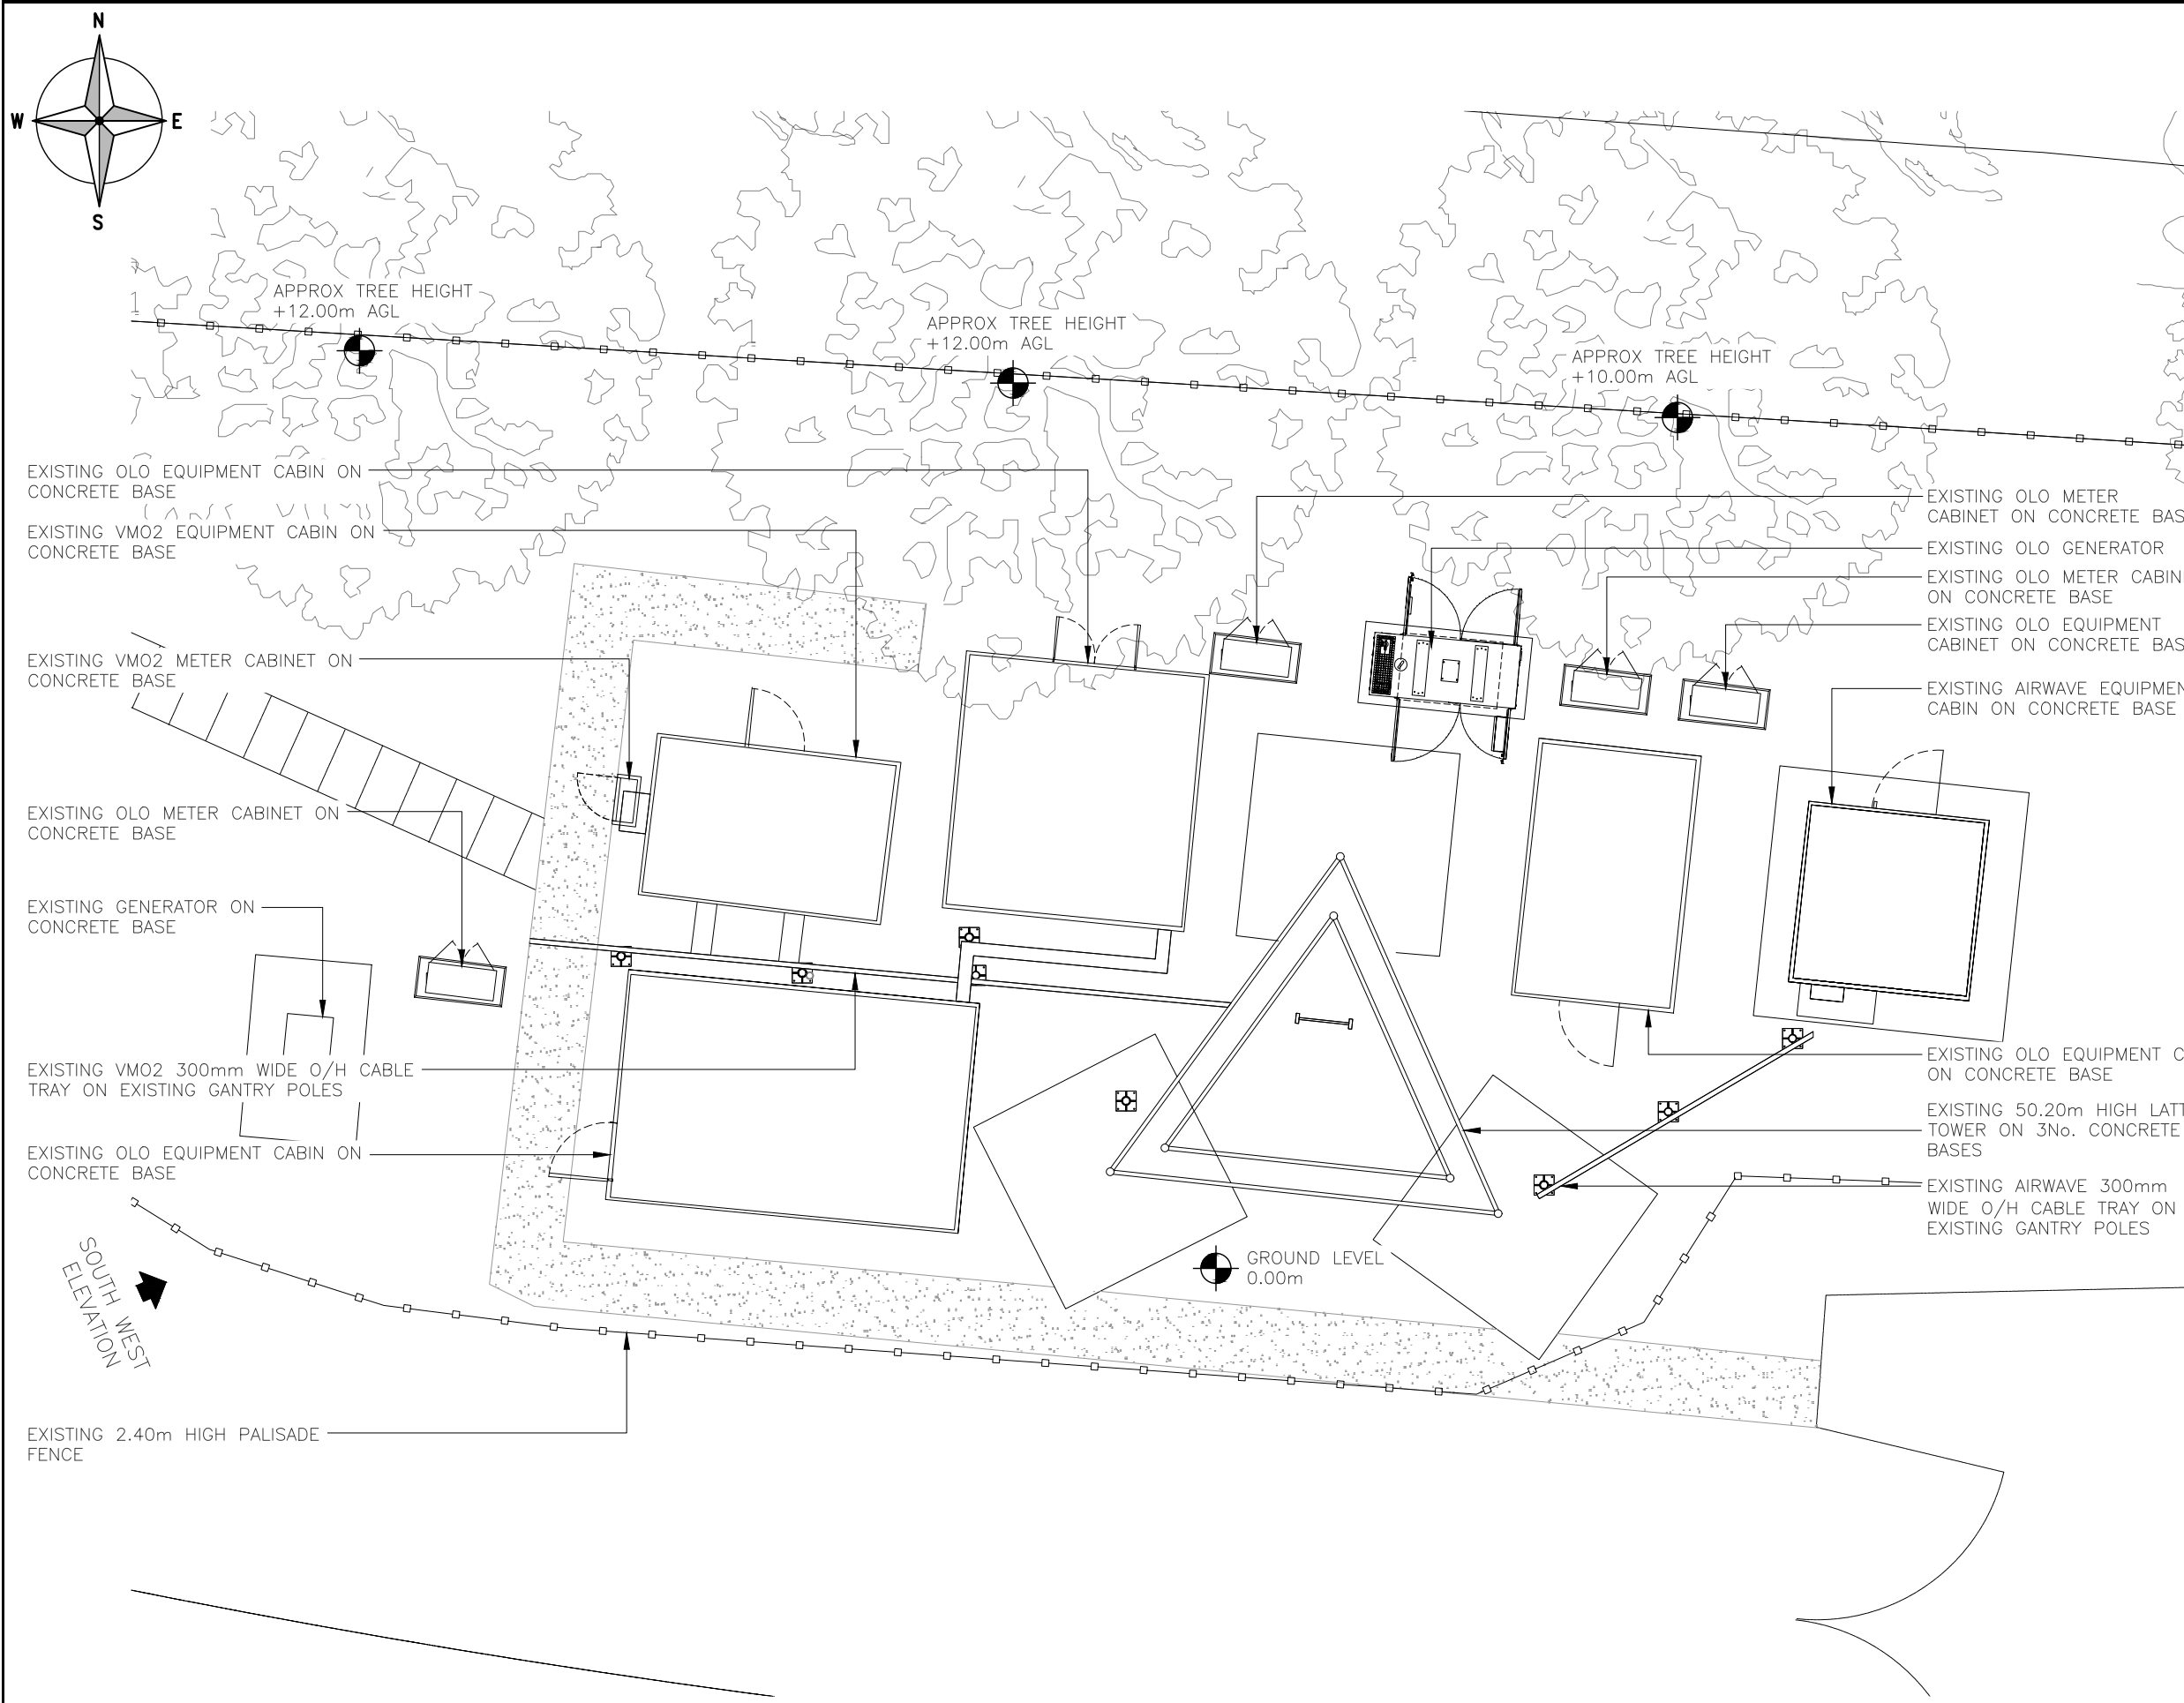 N
W
E
S
APPROX TREE HEIGHT
+12.00m AGL
APPROX TREE HEIGHT
+12.00m AGL
APPROX TREE HEIGHT
+10.00m AGL
EXISTING OLO EQUIPMENT CABIN ON
CONCRETE BASE
EXISTING VMO2 EQUIPMENT CABIN ON
CONCRETE BASE
EXISTING VMO2 METER CABINET ON
CONCRETE BASE
EXISTING OLO METER CABINET ON
CONCRETE BASE
EXISTING GENERATOR ON
CONCRETE BASE
EXISTING VMO2 300mm WIDE O/H CABLE
TRAY ON EXISTING GANTRY POLES
EXISTING OLO EQUIPMENT CABIN ON
CONCRETE BASE
SOUTH WEST
ELEVATION
EXISTING 2.40m HIGH PALISADE
FENCE
GROUND LEVEL
0.00m
EXISTING OLO METER
CABINET ON CONCRETE BAS
EXISTING OLO GENERATOR
EXISTING OLO METER CABIN
ON CONCRETE BASE
EXISTING OLO EQUIPMENT
CABINET ON CONCRETE BAS
EXISTING AIRWAVE EQUIPMEN
CABIN ON CONCRETE BASE
EXISTING OLO EQUIPMENT C
ON CONCRETE BASE
EXISTING 50.20m HIGH LATT
TOWER ON 3No. CONCRETE
BASES
EXISTING AIRWAVE 300mm
WIDE O/H CABLE TRAY ON
EXISTING GANTRY POLES